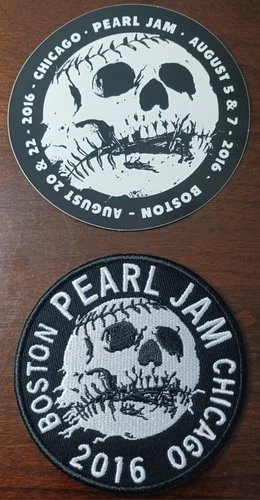 2016 · CHICAGO · PEARL JAM · AUGUST 5 & 7 · 2016 · BOSTON - AUGUST 20 & 22 ·
BOSTON PEARL JAM CHICAGO
2016